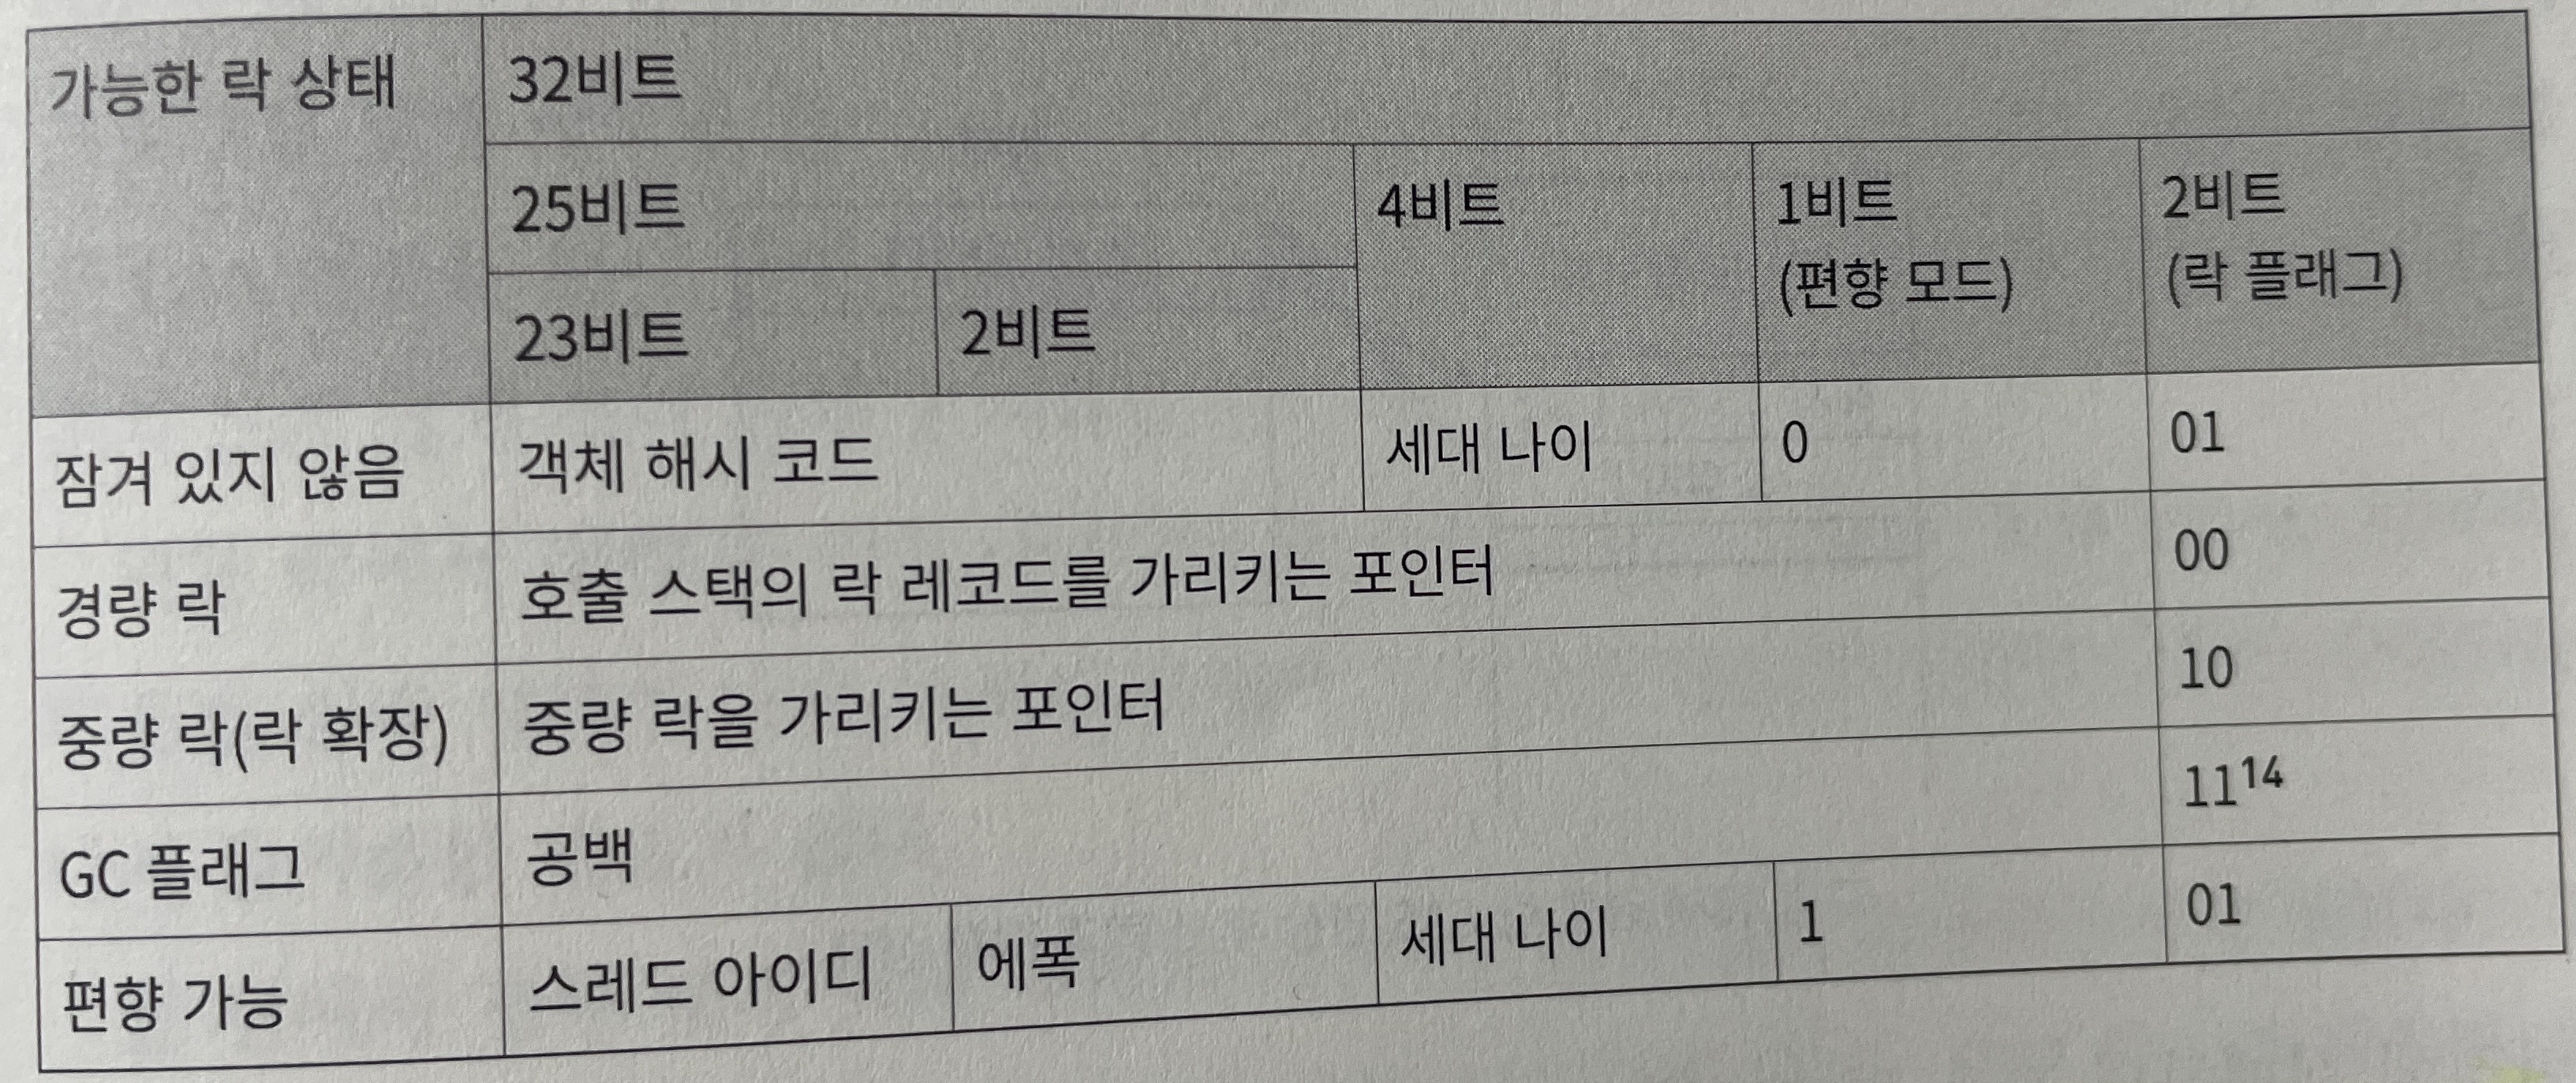 가능한 락 상태
32비트
25비트
4비트
1비트
(편향 모드)
2비트
(락 플래그)
23비트
2비트
잠겨 있지 않음
객체 해시 코드
세대 나이
0
01
경량 락
호출 스택의 락 레코드를 가리키는 포인터
00
중량 락(락 확장)
중량 락을 가리키는 포인터
10
GC 플래그
공백
11¹⁴
편향 가능
스레드 아이디
에폭
세대 나이
1
01